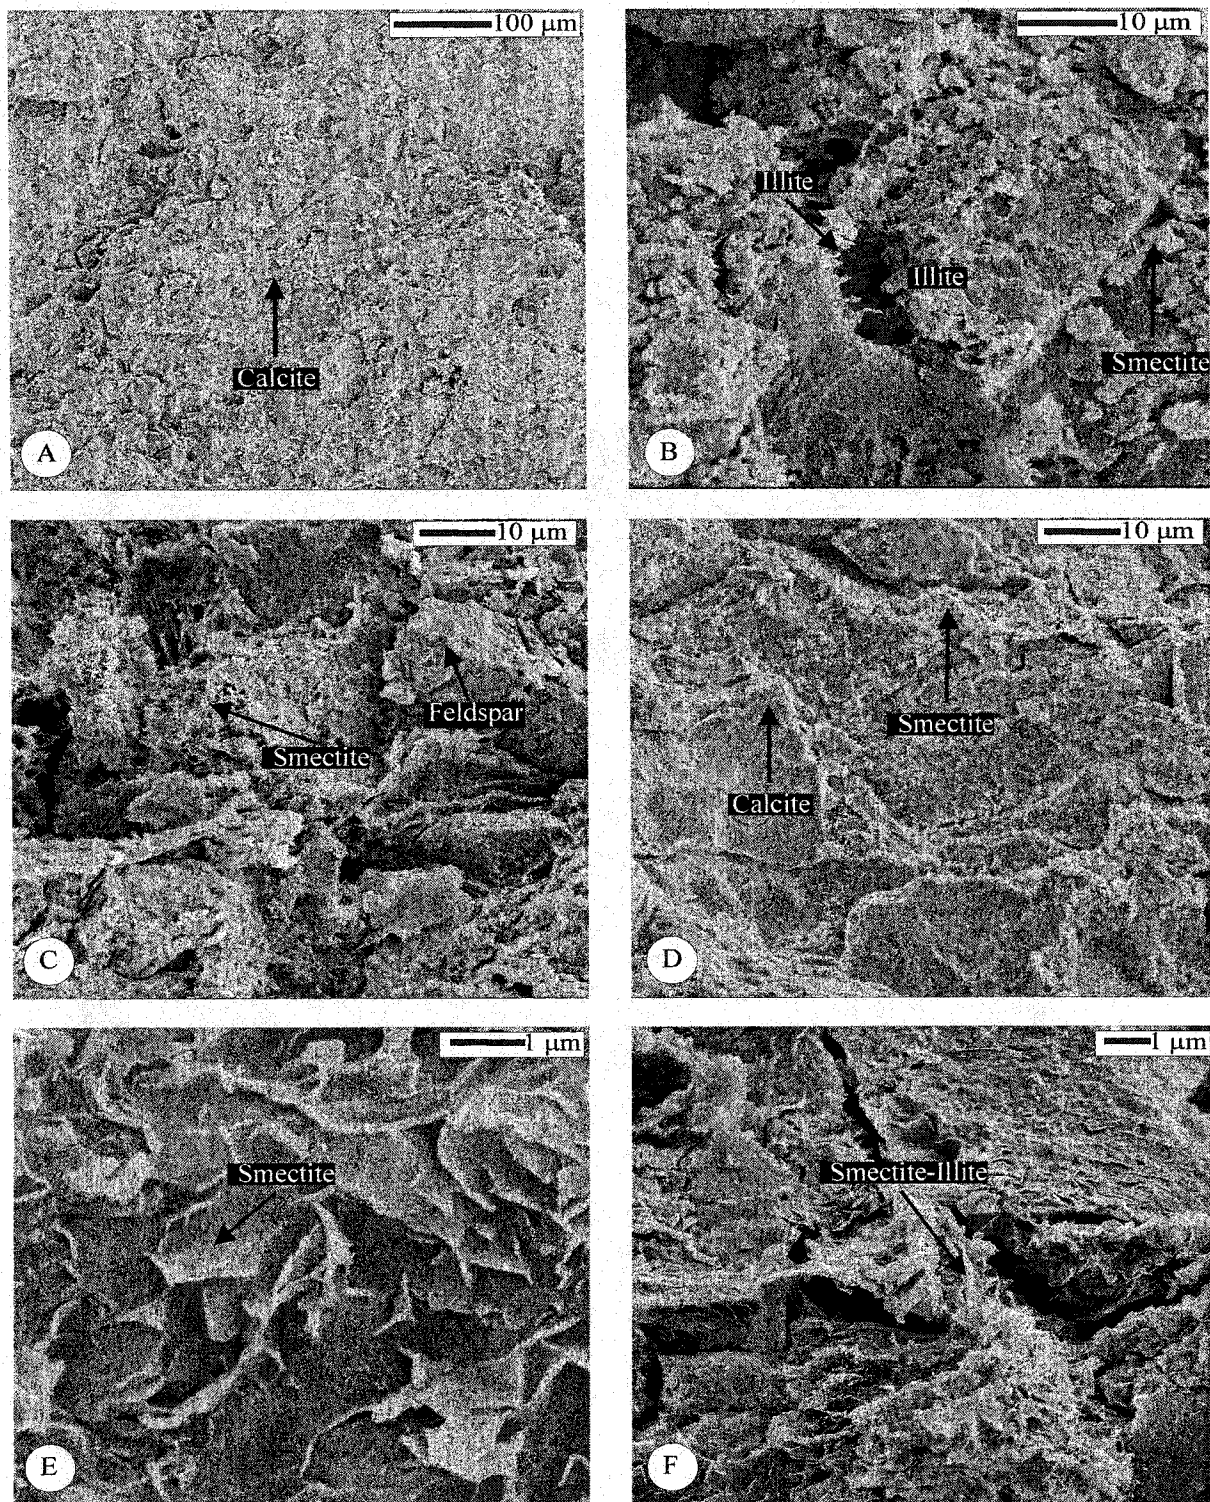 100 µm
Calcite
A
10 µm
Illite
Illite
Smectite
B
10 µm
Feldspar
Smectite
C
10 µm
Smectite
Calcite
D
1 µm
Smectite
E
1 µm
Smectite-Illite
F